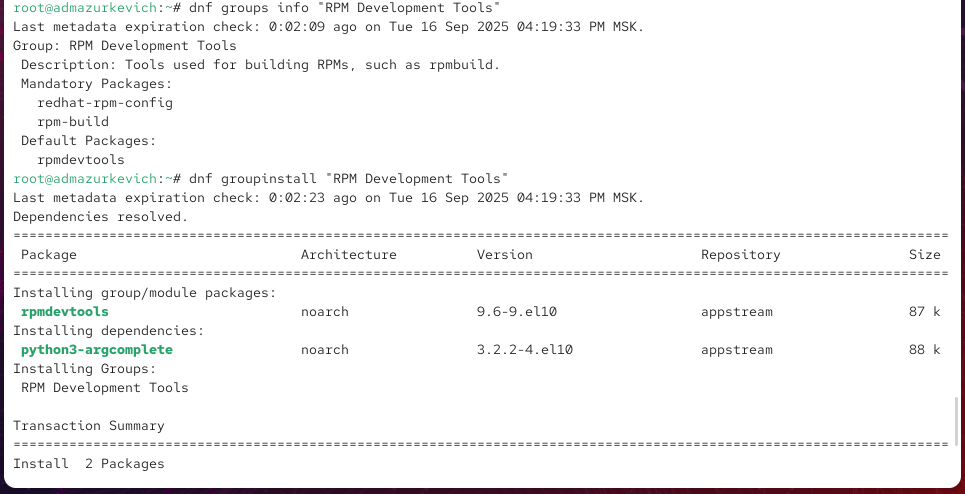 root@admazurkevich:~# dnf groups info "RPM Development Tools"
Last metadata expiration check: 0:02:09 ago on Tue 16 Sep 2025 04:19:33 PM MSK.
Group: RPM Development Tools
 Description: Tools used for building RPMs, such as rpmbuild.
 Mandatory Packages:
   redhat-rpm-config
   rpm-build
 Default Packages:
   rpmdevtools
root@admazurkevich:~# dnf groupinstall "RPM Development Tools"
Last metadata expiration check: 0:02:23 ago on Tue 16 Sep 2025 04:19:33 PM MSK.
Dependencies resolved.
=====================================================================================================================
 Package                            Architecture          Version                     Repository                Size
=====================================================================================================================
Installing group/module packages:
 rpmdevtools                        noarch                9.6-9.el10                  appstream                 87 k
Installing dependencies:
 python3-argcomplete                noarch                3.2.2-4.el10                appstream                 88 k
Installing Groups:
 RPM Development Tools
Transaction Summary
=====================================================================================================================
Install  2 Packages